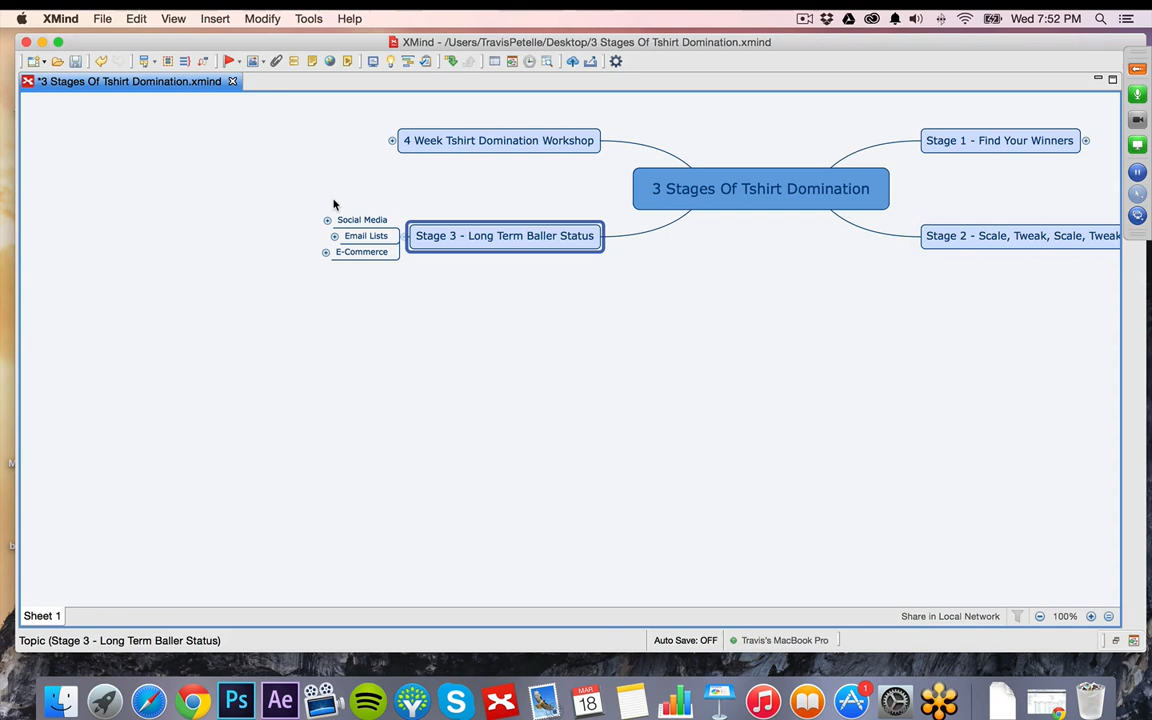 XMind File Edit View Insert Modify Tools Help Wed 7:52 PM
XMind - /Users/TravisPetelle/Desktop/3 Stages Of Tshirt Domination.xmind
*3 Stages Of Tshirt Domination.xmind
4 Week Tshirt Domination Workshop
Stage 1 - Find Your Winners
3 Stages Of Tshirt Domination
Social Media
Email Lists
E-Commerce
Stage 3 - Long Term Baller Status
Stage 2 - Scale, Tweak, Scale, Tweak
Sheet 1
Share in Local Network
100%
Topic (Stage 3 - Long Term Baller Status)
Auto Save: OFF
Travis's MacBook Pro
Ps
Ae
MAR
18
1